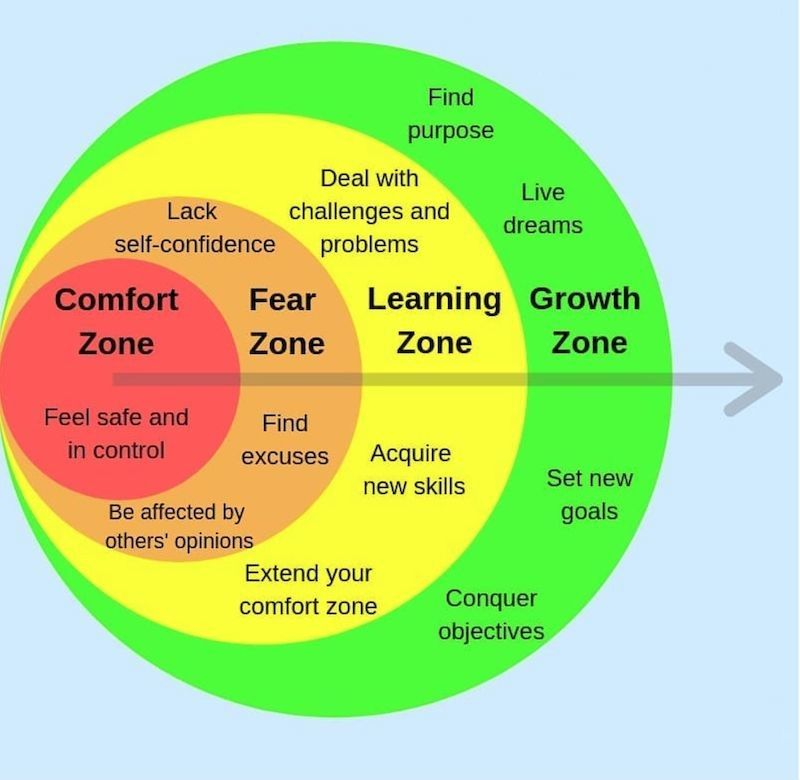 Find
purpose
Live
dreams
Deal with
challenges and
problems
Lack
self-confidence
Comfort
Zone
Fear
Zone
Learning
Zone
Growth
Zone
Feel safe and
in control
Find
excuses
Acquire
new skills
Set new
goals
Be affected by
others' opinions
Extend your
comfort zone
Conquer
objectives